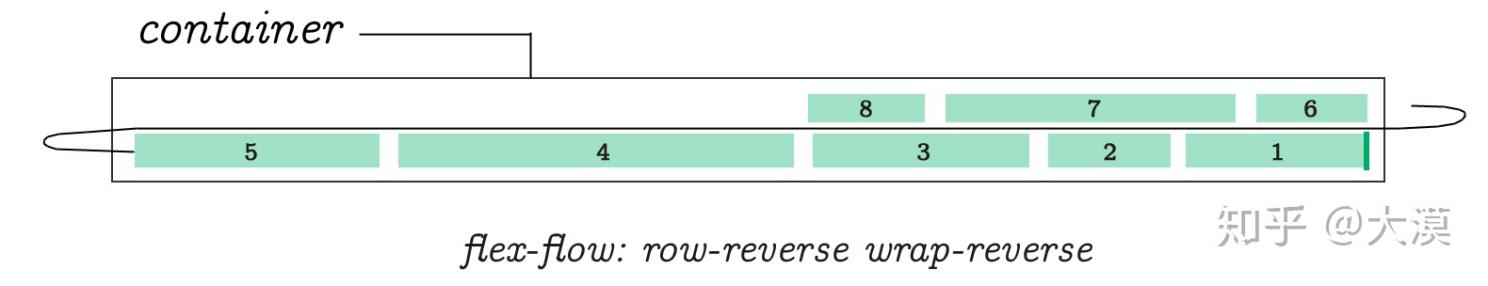 container
8 7 6
5 4 3 2 1
知乎 @大漠
flex-flow: row-reverse wrap-reverse